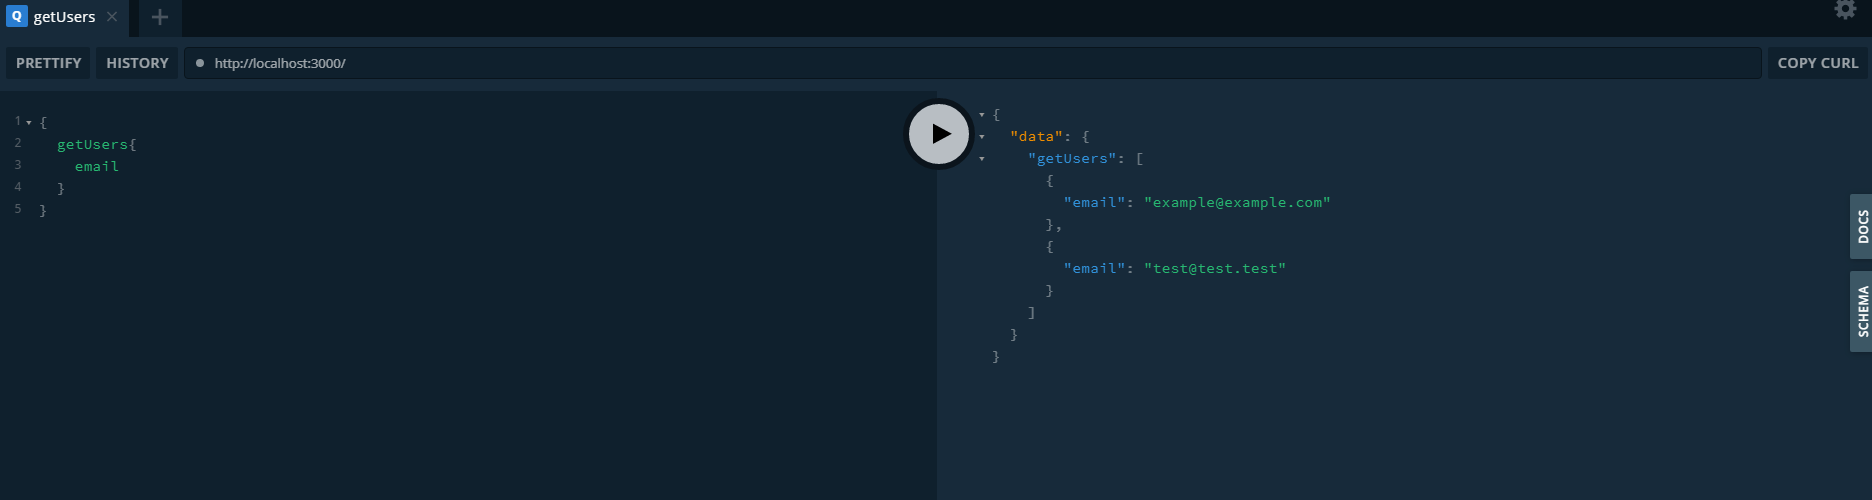 Q getUsers
PRETTIFY HISTORY http://localhost:3000/ COPY CURL
1 {
2 getUsers{
3 email
4 }
5 }
{
"data": {
"getUsers": [
{
"email": "example@example.com"
},
{
"email": "test@test.test"
}
]
}
}
DOCS
SCHEMA